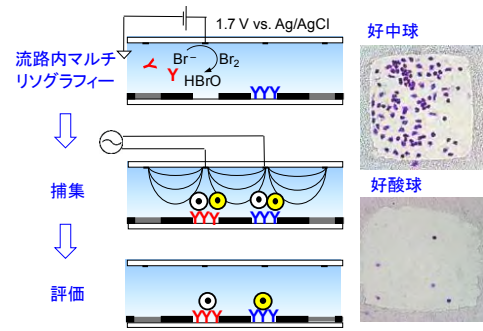 1.7 V vs. Ag/AgCl
流路内マルチ
リソグラフィー
Br⁻
Br₂
HBrO
捕集
評価
好中球
好酸球